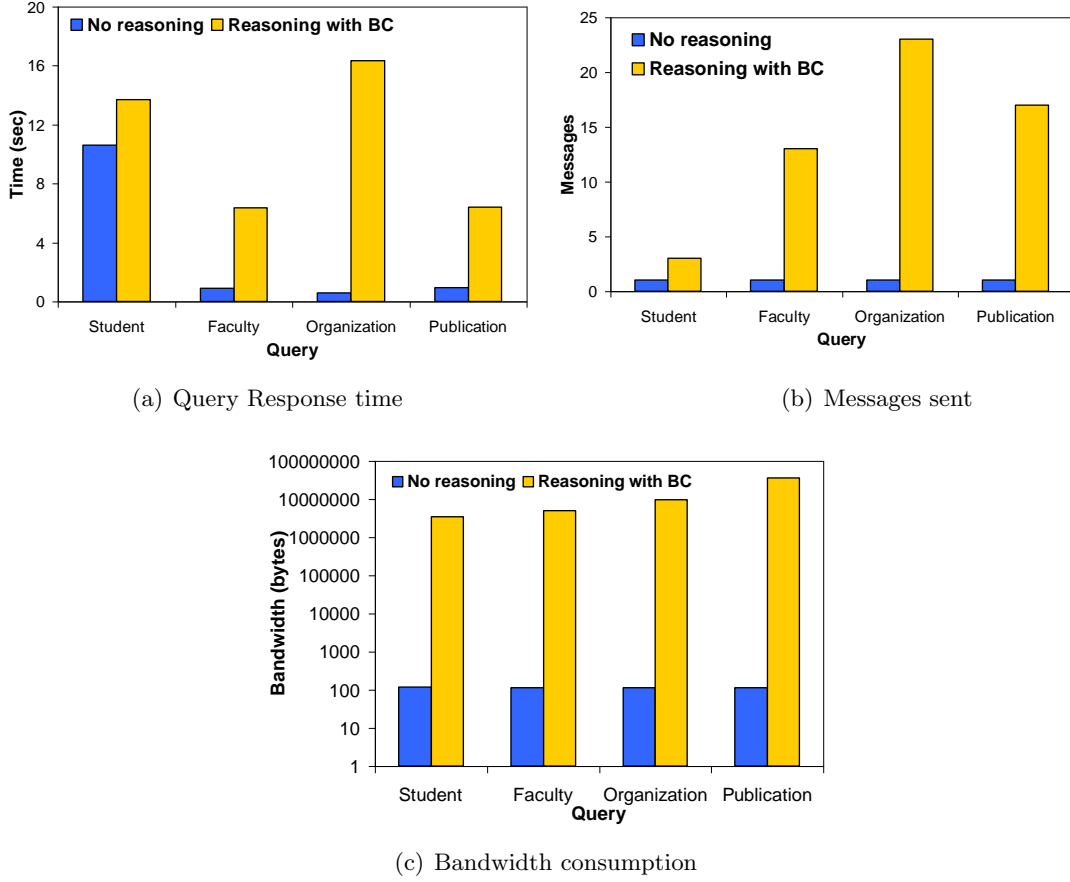 20
16
12
8
4
0
Time (sec)
No reasoning Reasoning with BC
Student Faculty Organization Publication
Query
(a) Query Response time
25
20
15
10
5
0
Messages
No reasoning
Reasoning with BC
Student Faculty Organization Publication
Query
(b) Messages sent
100000000
10000000
1000000
100000
10000
1000
100
10
1
Bandwidth (bytes)
No reasoning Reasoning with BC
Student Faculty Organization Publication
Query
(c) Bandwidth consumption